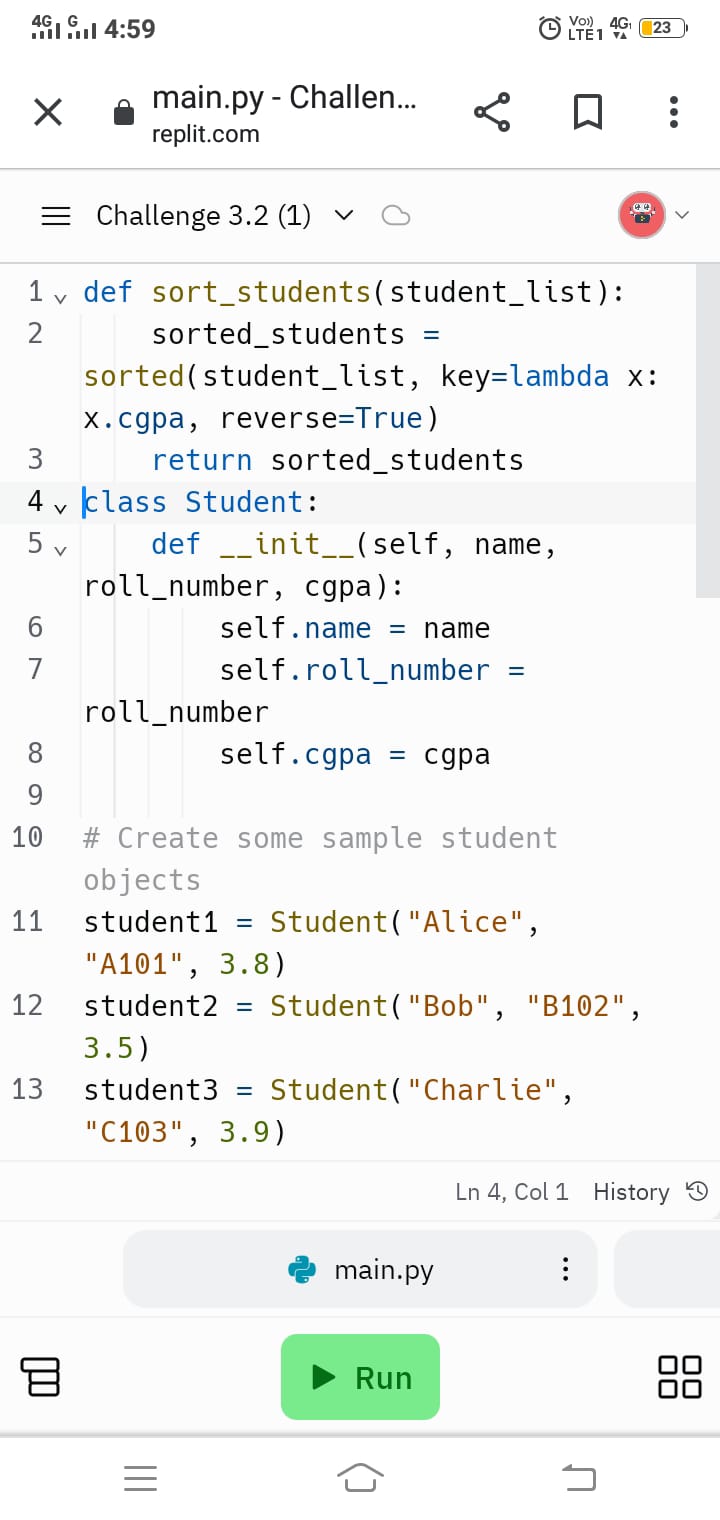 4G G 4:59 Vo)) LTE1 4G 23
main.py - Challen...
replit.com
Challenge 3.2 (1)
1 def sort_students(student_list):
2     sorted_students =
sorted(student_list, key=lambda x:
x.cgpa, reverse=True)
3     return sorted_students
4 class Student:
5     def __init__(self, name,
roll_number, cgpa):
6         self.name = name
7         self.roll_number =
roll_number
8         self.cgpa = cgpa
9
10 # Create some sample student
objects
11 student1 = Student("Alice",
"A101", 3.8)
12 student2 = Student("Bob", "B102",
3.5)
13 student3 = Student("Charlie",
"C103", 3.9)
Ln 4, Col 1 History
main.py
Run